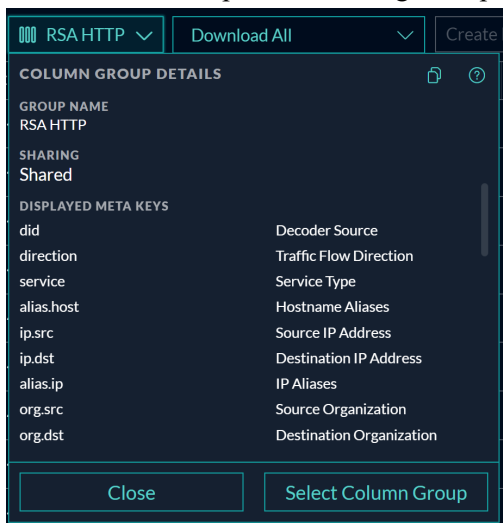 RSA HTTP Download All Create
COLUMN GROUP DETAILS
GROUP NAME
RSA HTTP
SHARING
Shared
DISPLAYED META KEYS
did Decoder Source
direction Traffic Flow Direction
service Service Type
alias.host Hostname Aliases
ip.src Source IP Address
ip.dst Destination IP Address
alias.ip IP Aliases
org.src Source Organization
org.dst Destination Organization
Close Select Column Group